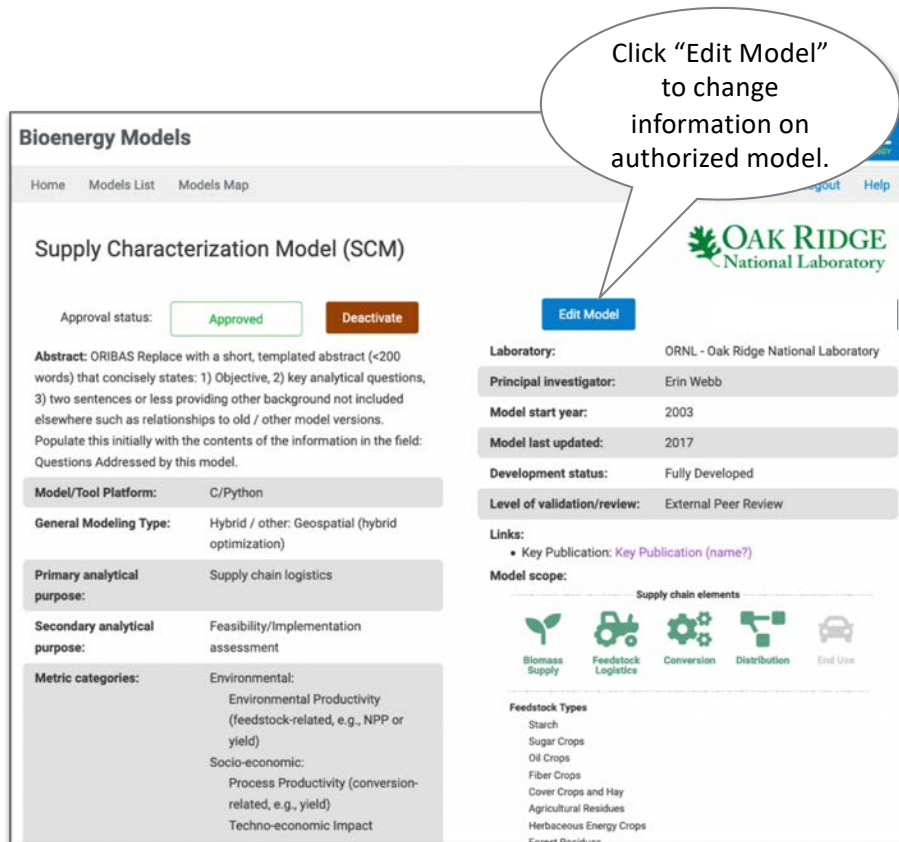 Click “Edit Model”
to change
information on
authorized model.
Bioenergy Models
Home Models List Models Map Help
Supply Characterization Model (SCM)
OAK RIDGE
National Laboratory
Approval status: Approved Deactivate
Edit Model
Abstract: ORIBAS Replace with a short, templated abstract (<200
words) that concisely states: 1) Objective, 2) key analytical questions,
3) two sentences or less providing other background not included
elsewhere such as relationships to old / other model versions.
Populate this initially with the contents of the information in the field:
Questions Addressed by this model.
Model/Tool Platform: C/Python
General Modeling Type: Hybrid / other: Geospatial (hybrid
optimization)
Primary analytical Supply chain logistics
purpose:
Secondary analytical Feasibility/Implementation
purpose: assessment
Metric categories: Environmental:
Environmental Productivity
(feedstock-related, e.g., NPP or
yield)
Socio-economic:
Process Productivity (conversion-
related, e.g., yield)
Techno-economic Impact
Laboratory: ORNL - Oak Ridge National Laboratory
Principal investigator: Erin Webb
Model start year: 2003
Model last updated: 2017
Development status: Fully Developed
Level of validation/review: External Peer Review
Links:
• Key Publication: Key Publication (name?)
Model scope:
Supply chain elements
Biomass Feedstock Conversion Distribution End Use
Supply Logistics
Feedstock Types
Starch
Sugar Crops
Oil Crops
Fiber Crops
Cover Crops and Hay
Agricultural Residues
Herbaceous Energy Crops
Forest Residues